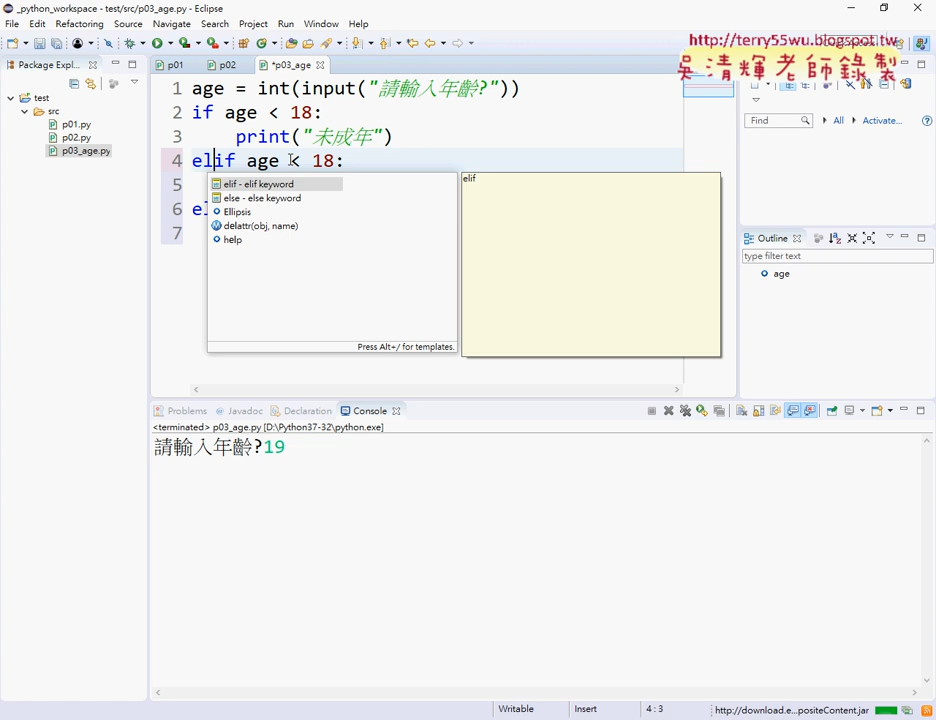 _python_workspace - test/src/p03_age.py - Eclipse
File Edit Refactoring Source Navigate Search Project Run Window Help
http://terry55wu.blogspot.tw
吳清輝老師錄製
Package Expl...
p01
p02
*p03_age
test
src
p01.py
p02.py
p03_age.py
1 age = int(input("請輸入年齡?"))
2 if age < 18:
3 print("未成年")
4 elif age < 18:
5
6 el
7
elif - elif keyword
else - else keyword
Ellipsis
delattr(obj, name)
help
Press Alt+/ for templates.
elif
Find
All
Activate...
Outline
type filter text
age
Problems
Javadoc
Declaration
Console
<terminated> p03_age.py [D:\Python37-32\python.exe]
請輸入年齡?19
Writable
Insert
4 : 3
http://download.e...positeContent.jar